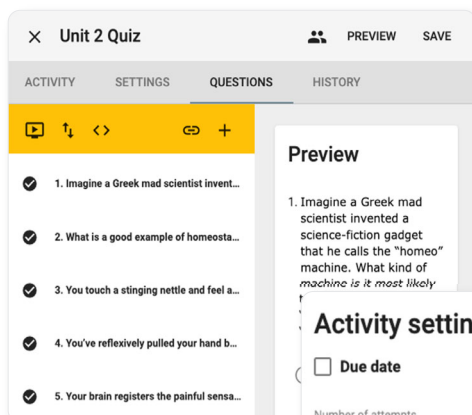 Unit 2 Quiz
PREVIEW SAVE
ACTIVITY SETTINGS QUESTIONS HISTORY
1. Imagine a Greek mad scientist invent...
2. What is a good example of homeosta...
3. You touch a stinging nettle and feel a...
4. You've reflexively pulled your hand b...
5. Your brain registers the painful sensa...
Preview
1. Imagine a Greek mad
scientist invented a
science-fiction gadget
that he calls the "homeo"
machine. What kind of
machine is it most likely
Activity settin
Due date
Number of attempts